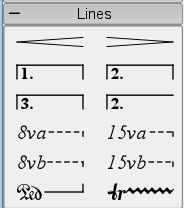 Lines
1. 2.
3. 2.
8va 15va
8vb 15vb
Ped tr